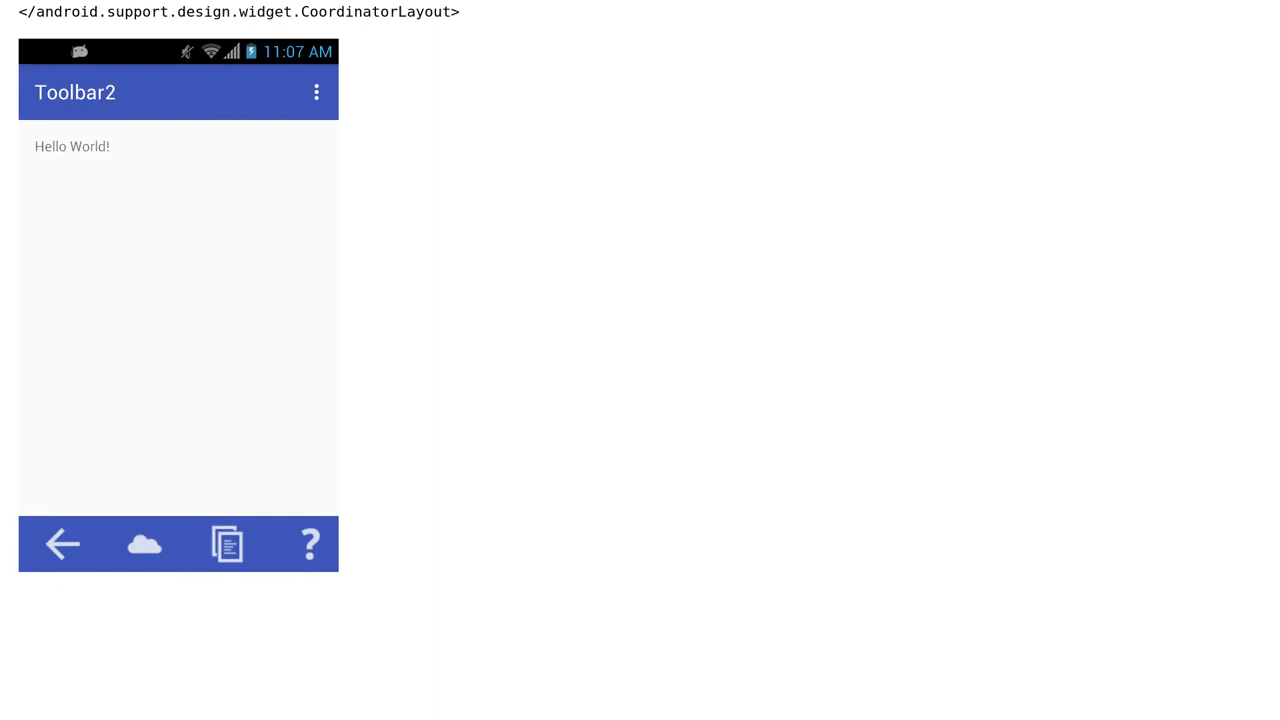 </android.support.design.widget.CoordinatorLayout>
11:07 AM
Toolbar2
Hello World!
?